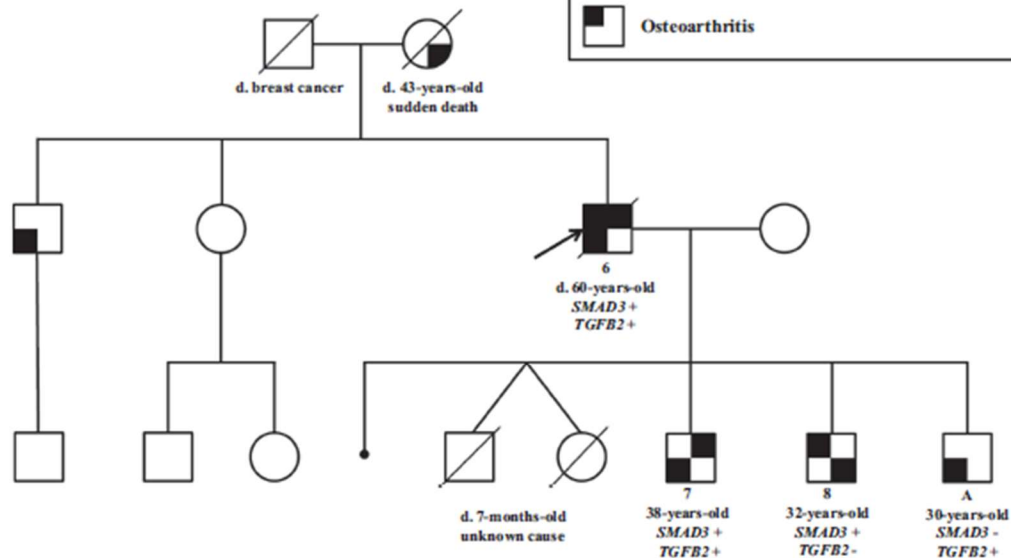 Osteoarthritis
d. breast cancer
d. 43-years-old
sudden death
6
d. 60-years-old
SMAD3 +
TGFB2 +
d. 7-months-old
unknown cause
7
38-years-old
SMAD3 +
TGFB2 +
8
32-years-old
SMAD3 +
TGFB2 -
A
30-years-old
SMAD3 -
TGFB2 +